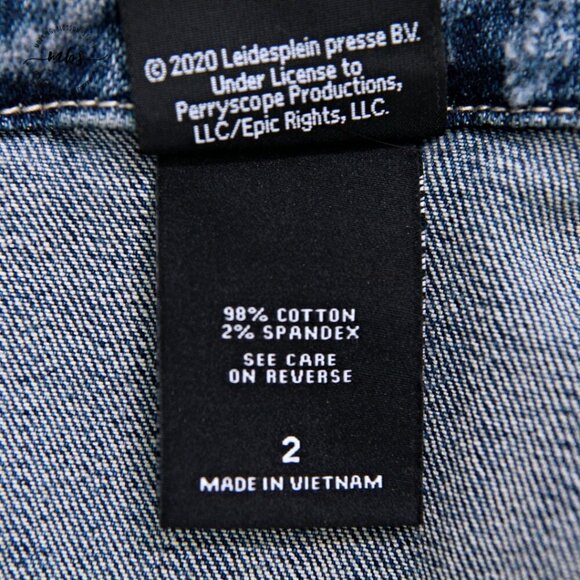 © 2020 Leidesplein presse B.V.
Under License to
Perryscope Productions,
LLC/Epic Rights, LLC.
98% COTTON
2% SPANDEX
SEE CARE
ON REVERSE
2
MADE IN VIETNAM